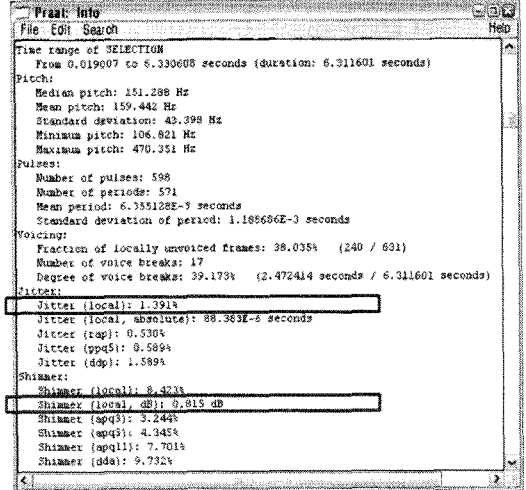 Praat: Info
File Edit Search Help
Time range of SELECTION
From 0.019007 to 6.330608 seconds (duration: 6.311601 seconds)
Pitch:
Median pitch: 151.288 Hz
Mean pitch: 159.442 Hz
Standard deviation: 43.398 Hz
Minimum pitch: 106.821 Hz
Maximum pitch: 470.351 Hz
Pulses:
Number of pulses: 598
Number of periods: 571
Mean period: 6.355128E-3 seconds
Standard deviation of period: 1.188686E-3 seconds
Voicing:
Fraction of locally unvoiced frames: 38.035% (240 / 631)
Number of voice breaks: 17
Degree of voice breaks: 39.173% (2.472414 seconds / 6.311601 seconds)
Jitter:
Jitter (local): 1.391%
Jitter (local, absolute): 88.383E-6 seconds
Jitter (rap): 0.530%
Jitter (ppq5): 0.589%
Jitter (ddp): 1.589%
Shimmer:
Shimmer (local): 8.423%
Shimmer (local, dB): 0.815 dB
Shimmer (apq3): 3.244%
Shimmer (apq5): 4.345%
Shimmer (apq11): 7.701%
Shimmer (dda): 9.732%